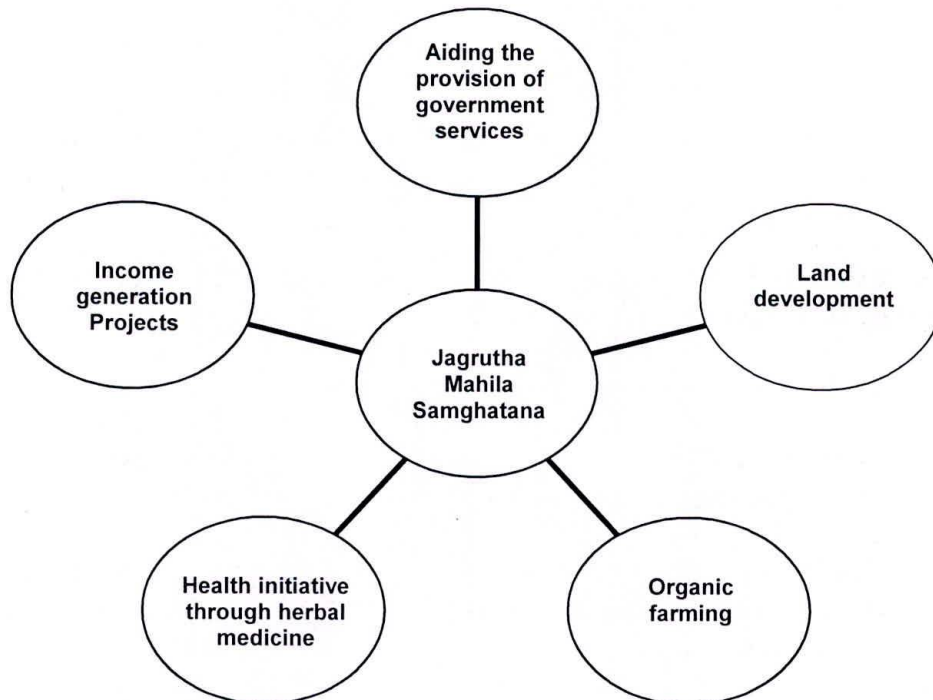 Aiding the
provision of
government
services
Income
generation
Projects
Land
development
Jagrutha
Mahila
Samghatana
Health initiative
through herbal
medicine
Organic
farming